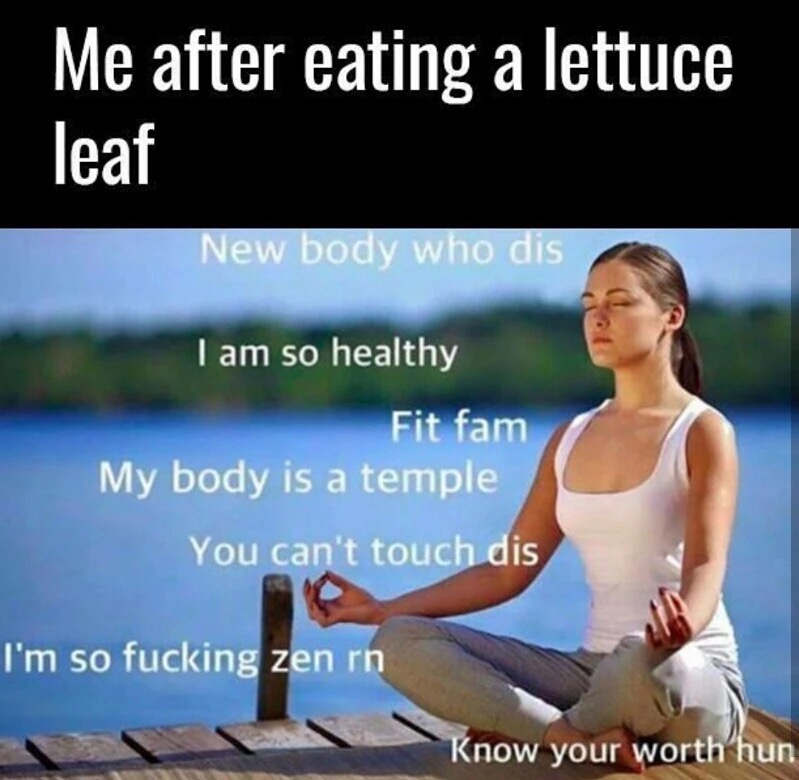 Me after eating a lettuce
leaf
New body who dis
I am so healthy
Fit fam
My body is a temple
You can't touch dis
I'm so fucking zen rn
Know your worth hun